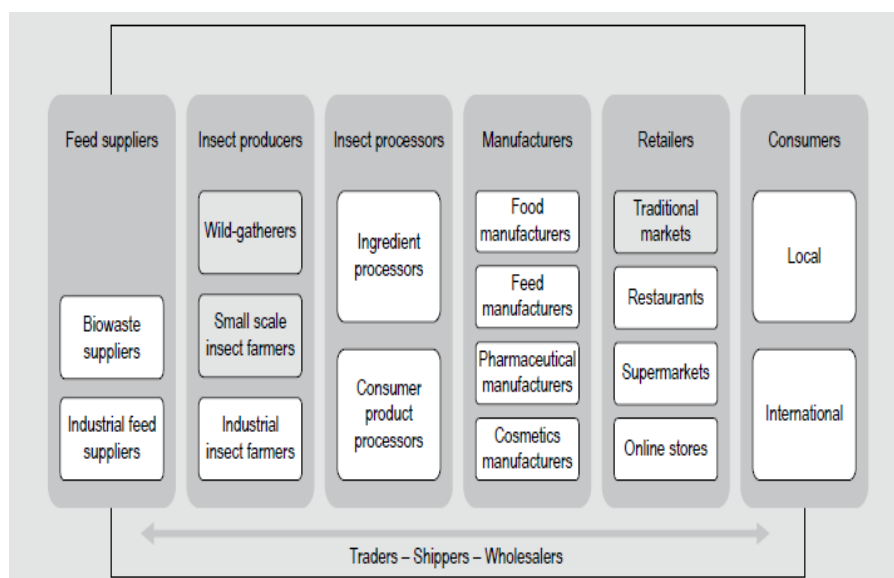 Feed suppliers
Biowaste
suppliers
Industrial feed
suppliers
Insect producers
Wild-gatherers
Small scale
insect farmers
Industrial
insect farmers
Insect processors
Ingredient
processors
Consumer
product
processors
Manufacturers
Food
manufacturers
Feed
manufacturers
Pharmaceutical
manufacturers
Cosmetics
manufacturers
Retailers
Traditional
markets
Restaurants
Supermarkets
Online stores
Consumers
Local
International
Traders – Shippers – Wholesalers